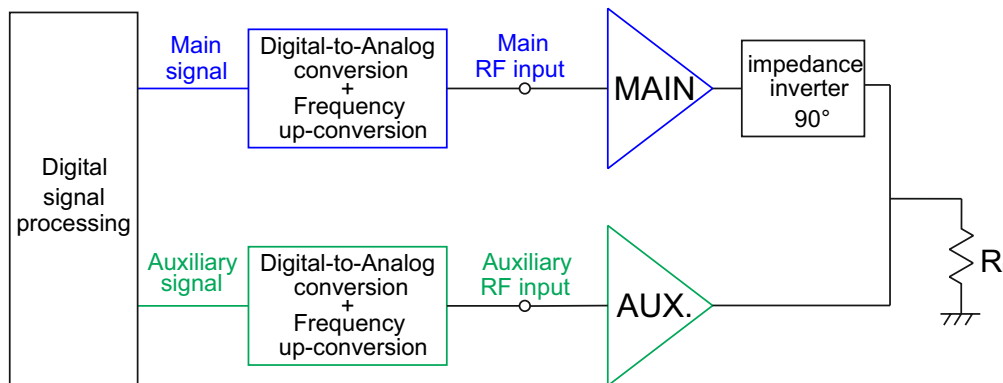 Digital
signal
processing
Main
signal
Digital-to-Analog
conversion
+
Frequency
up-conversion
Main
RF input
MAIN
impedance
inverter
90°
Auxiliary
signal
Digital-to-Analog
conversion
+
Frequency
up-conversion
Auxiliary
RF input
AUX.
R